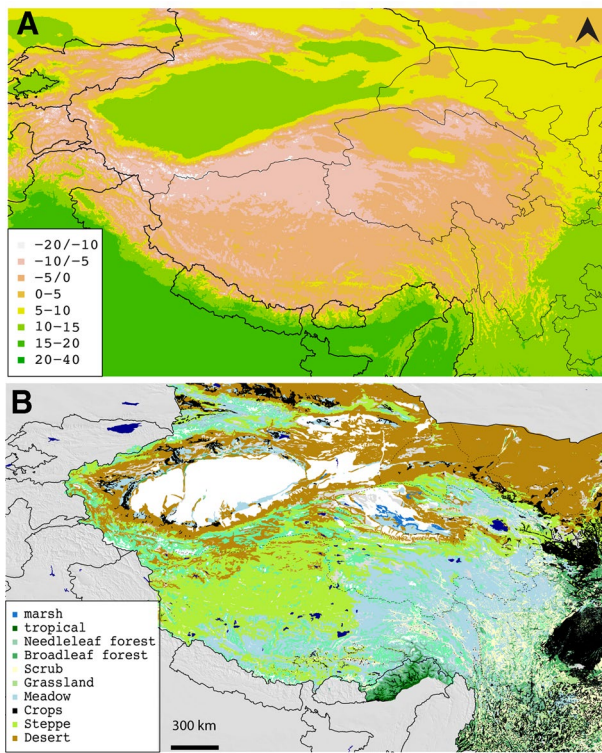 A
-20/-10
-10/-5
-5/0
0-5
5-10
10-15
15-20
20-40
B
marsh
tropical
Needleleaf forest
Broadleaf forest
Scrub
Grassland
Meadow
Crops
Steppe
Desert
300 km